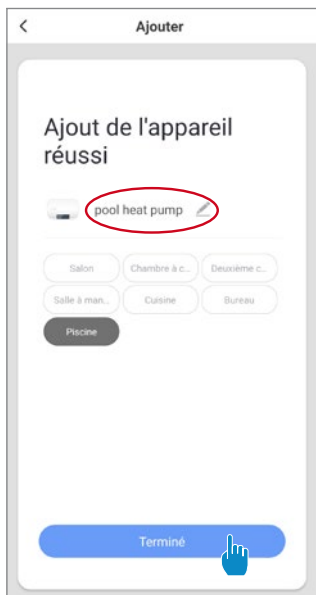 Ajouter
Ajout de l'appareil
réussi
pool heat pump
Salon
Chambre à c...
Deuxième c...
Salle à man...
Cuisine
Bureau
Piscine
Terminé